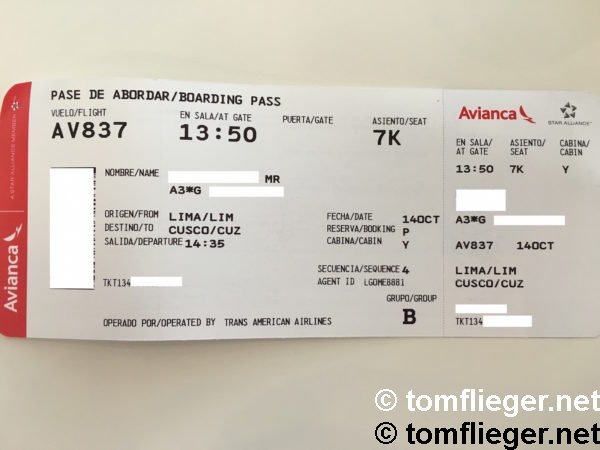 A STAR ALLIANCE MEMBER
Avianca
PASE DE ABORDAR/BOARDING PASS
VUELO/FLIGHT EN SALA/AT GATE PUERTA/GATE ASIENTO/SEAT
AV837 13:50 7K
NOMBRE/NAME MR
A3*G
ORIGEN/FROM LIMA/LIM
DESTINO/TO CUSCO/CUZ
SALIDA/DEPARTURE 14:35
TKT134
FECHA/DATE 14OCT
RESERVA/BOOKING P
CABINA/CABIN Y
SECUENCIA/SEQUENCE 4
AGENT ID LGOME8881
GRUPO/GROUP
B
OPERADO POR/OPERATED BY TRANS AMERICAN AIRLINES
Avianca
STAR ALLIANCE
EN SALA/ ASIENTO/ CABINA/
AT GATE SEAT CABIN
13:50 7K Y
A3*G
AV837 14OCT
LIMA/LIM
CUSCO/CUZ
TKT134
© tomflieger.net
© tomflieger.net